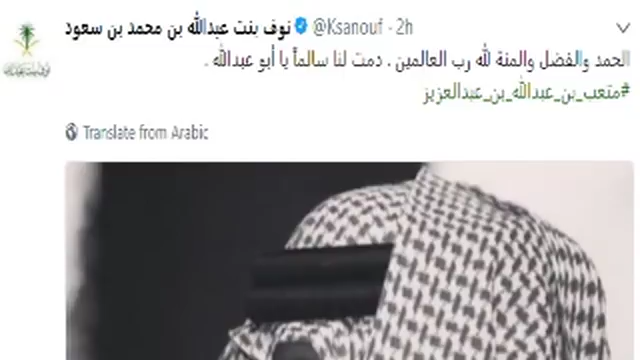 نوف بنت عبدالله بن محمد بن سعود @Ksanouf · 2h
الحمد والفضل والمنة لله رب العالمين . دمت لنا سالماً يا أبو عبدالله .
#متعب_بن_عبدالله_بن_عبدالعزيز
Translate from Arabic